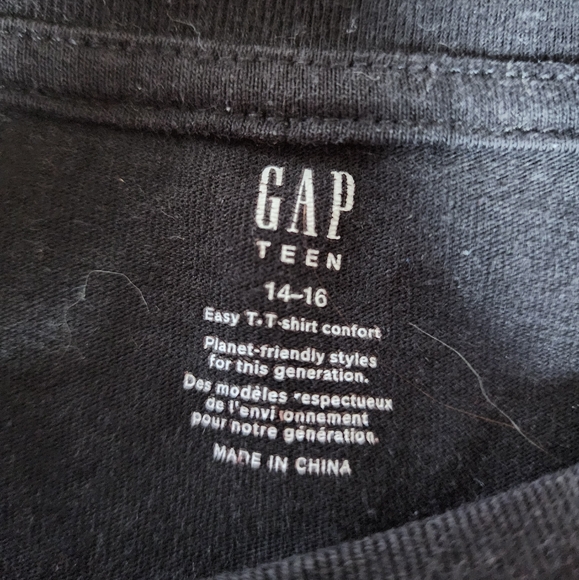 GAP
TEEN
14–16
Easy T. T-shirt confort
Planet-friendly styles
for this generation.
Des modèles respectueux
de l'environnement
pour notre génération.
MADE IN CHINA